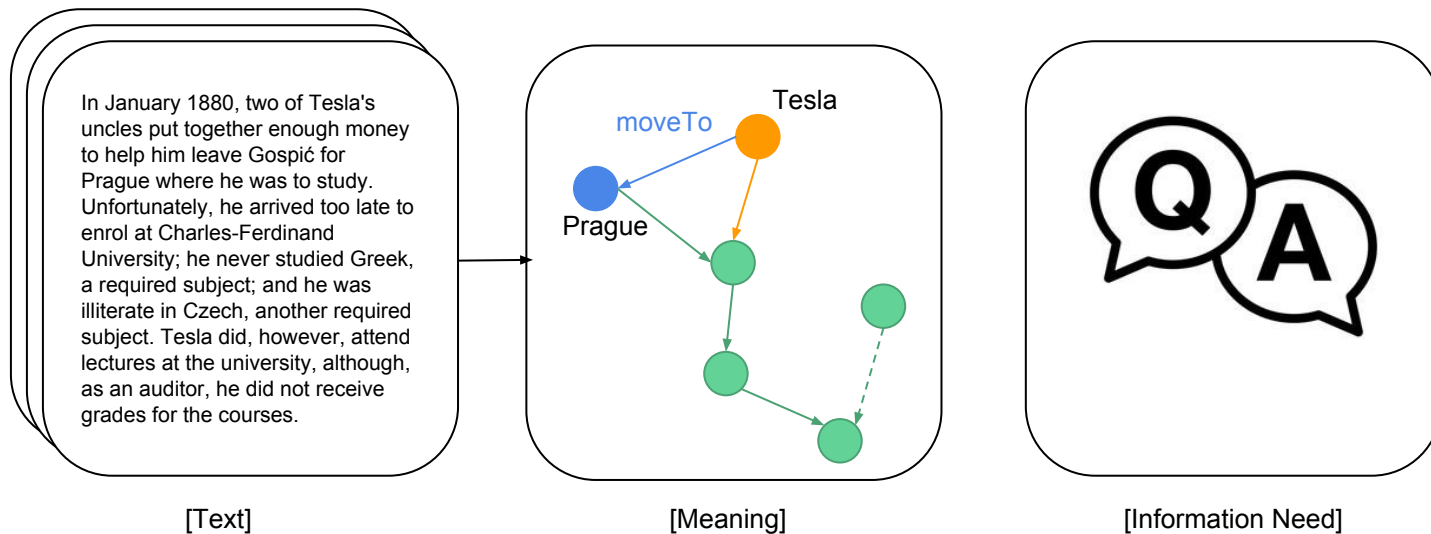 In January 1880, two of Tesla's
uncles put together enough money
to help him leave Gospić for
Prague where he was to study.
Unfortunately, he arrived too late to
enrol at Charles-Ferdinand
University; he never studied Greek,
a required subject; and he was
illiterate in Czech, another required
subject. Tesla did, however, attend
lectures at the university, although,
as an auditor, he did not receive
grades for the courses.
[Text]
Tesla
moveTo
Prague
[Meaning]
Q
A
[Information Need]